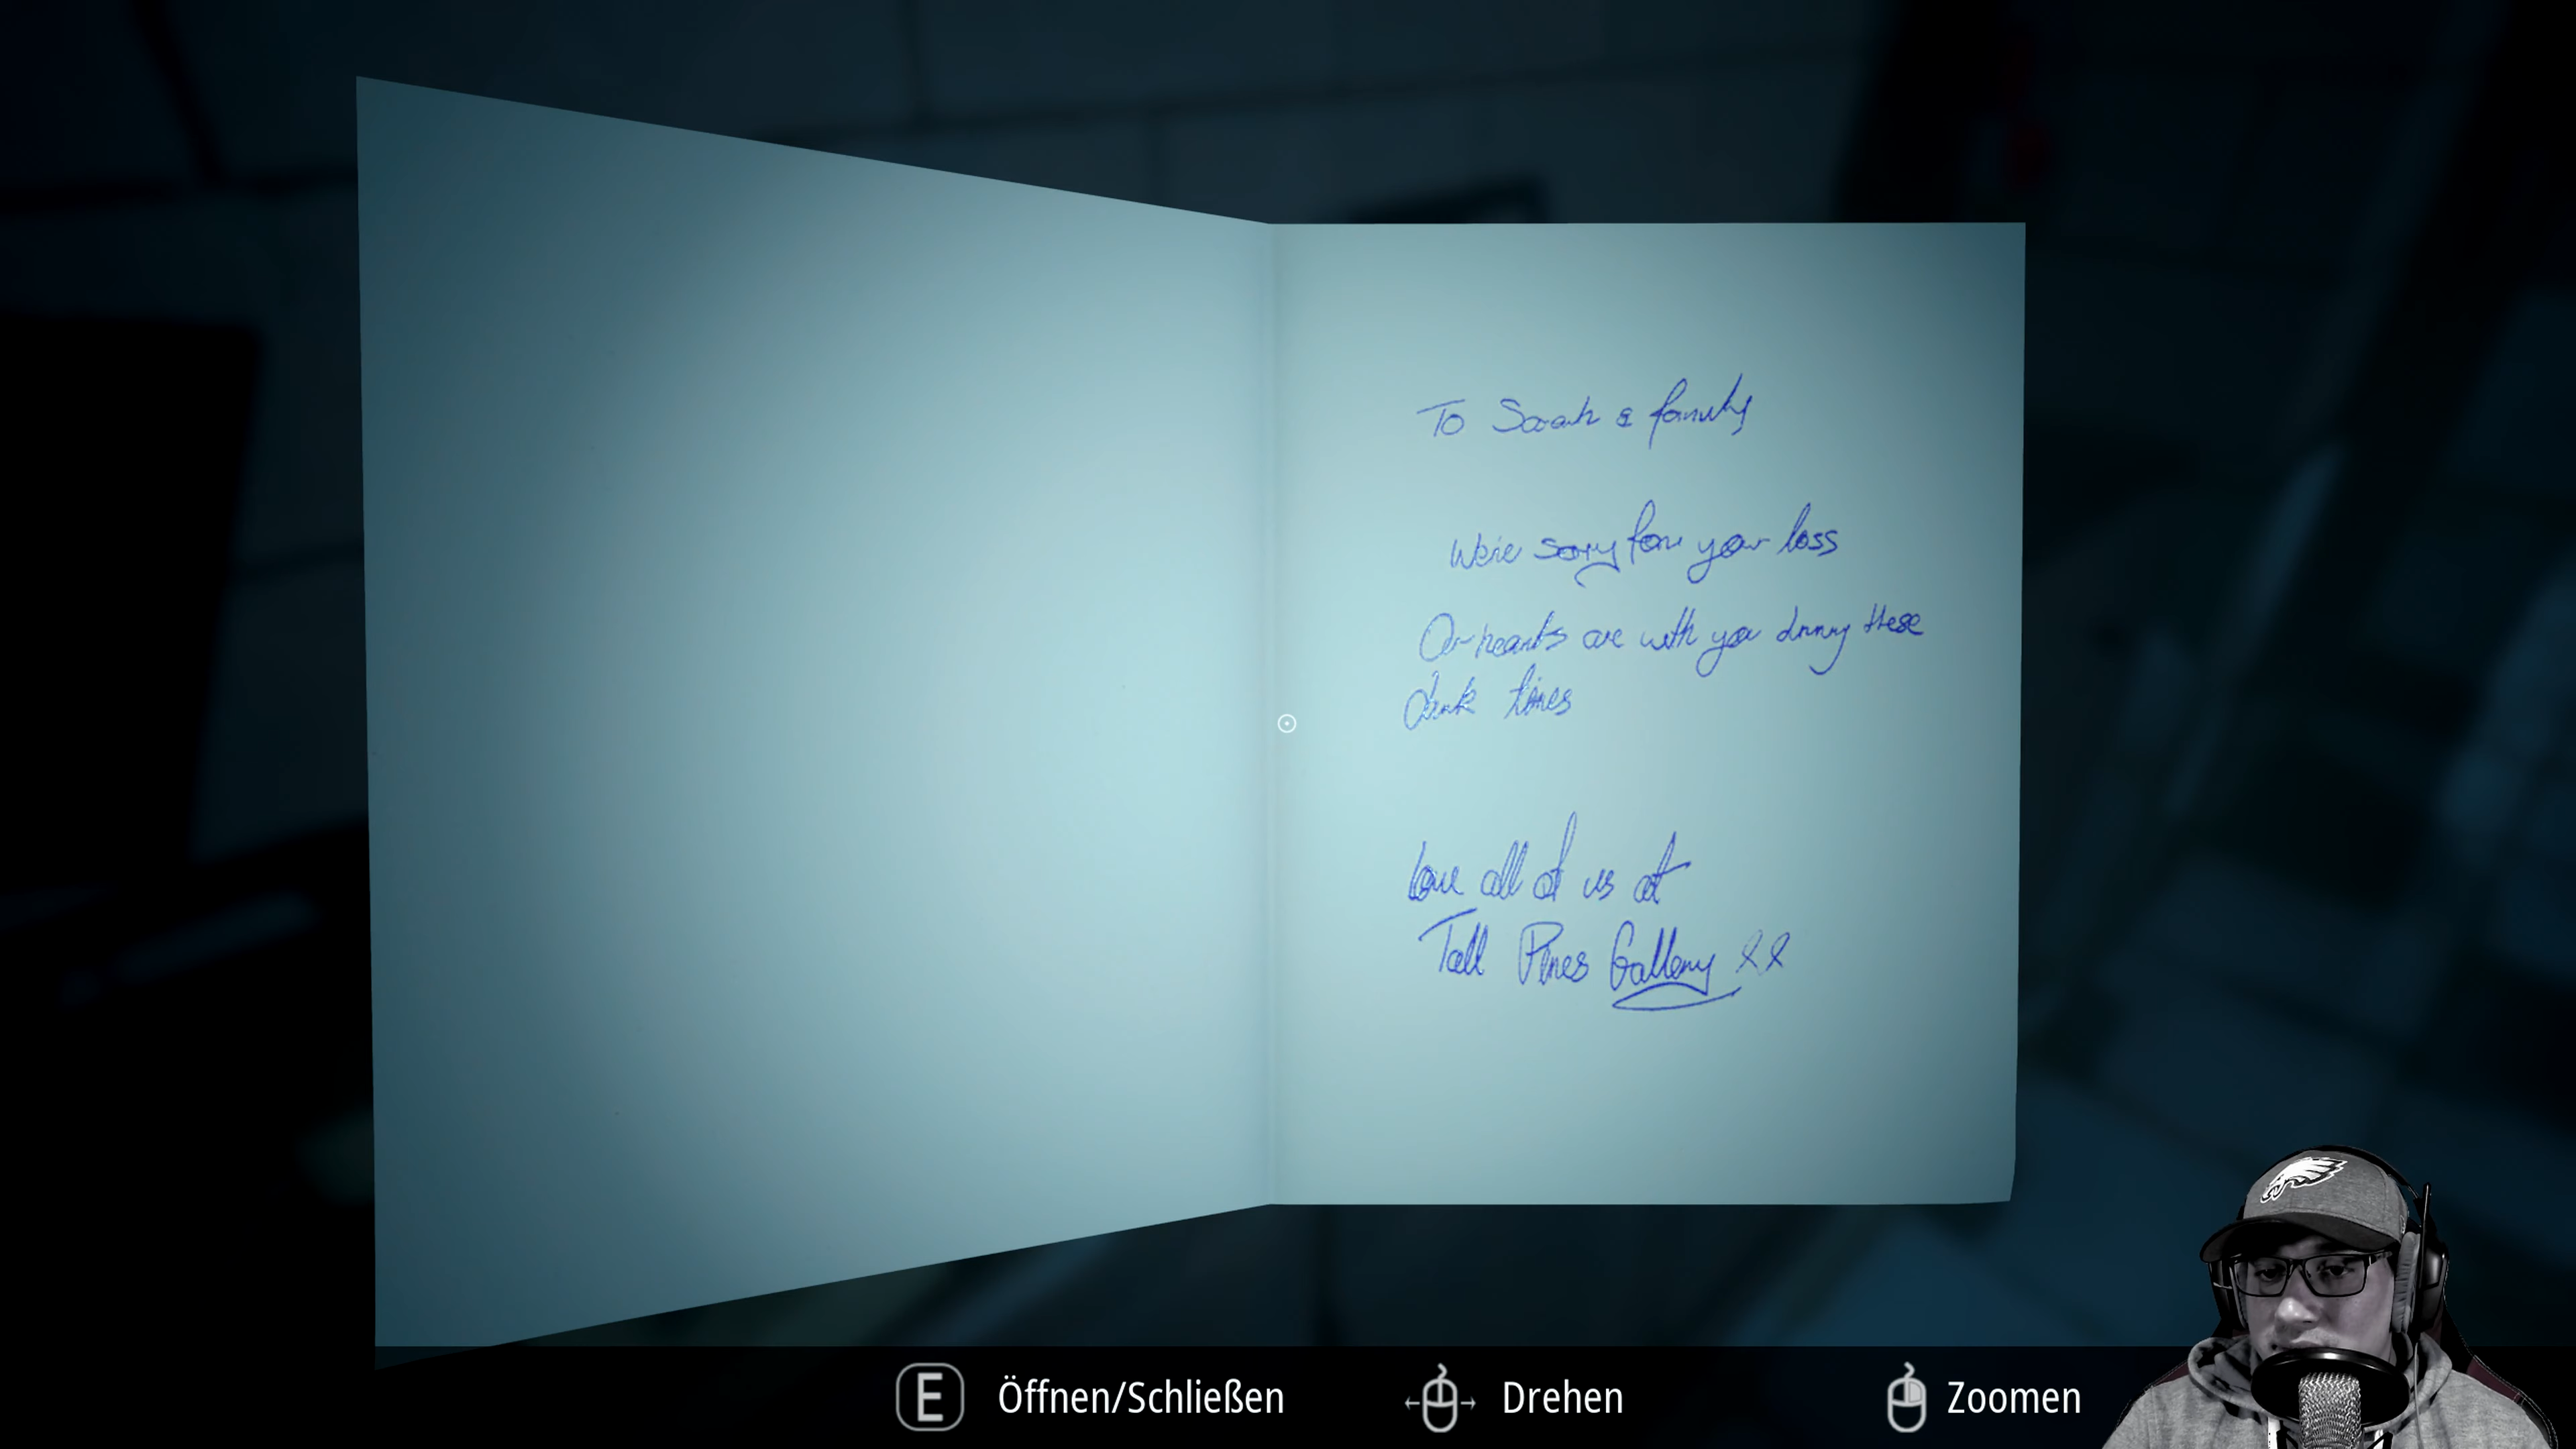 To Sarah & family
We're sorry for your loss
Our hearts are with you during these
dark times
Love all of us at
Tall Pines Gallery xx
E Öffnen/Schließen Drehen Zoomen